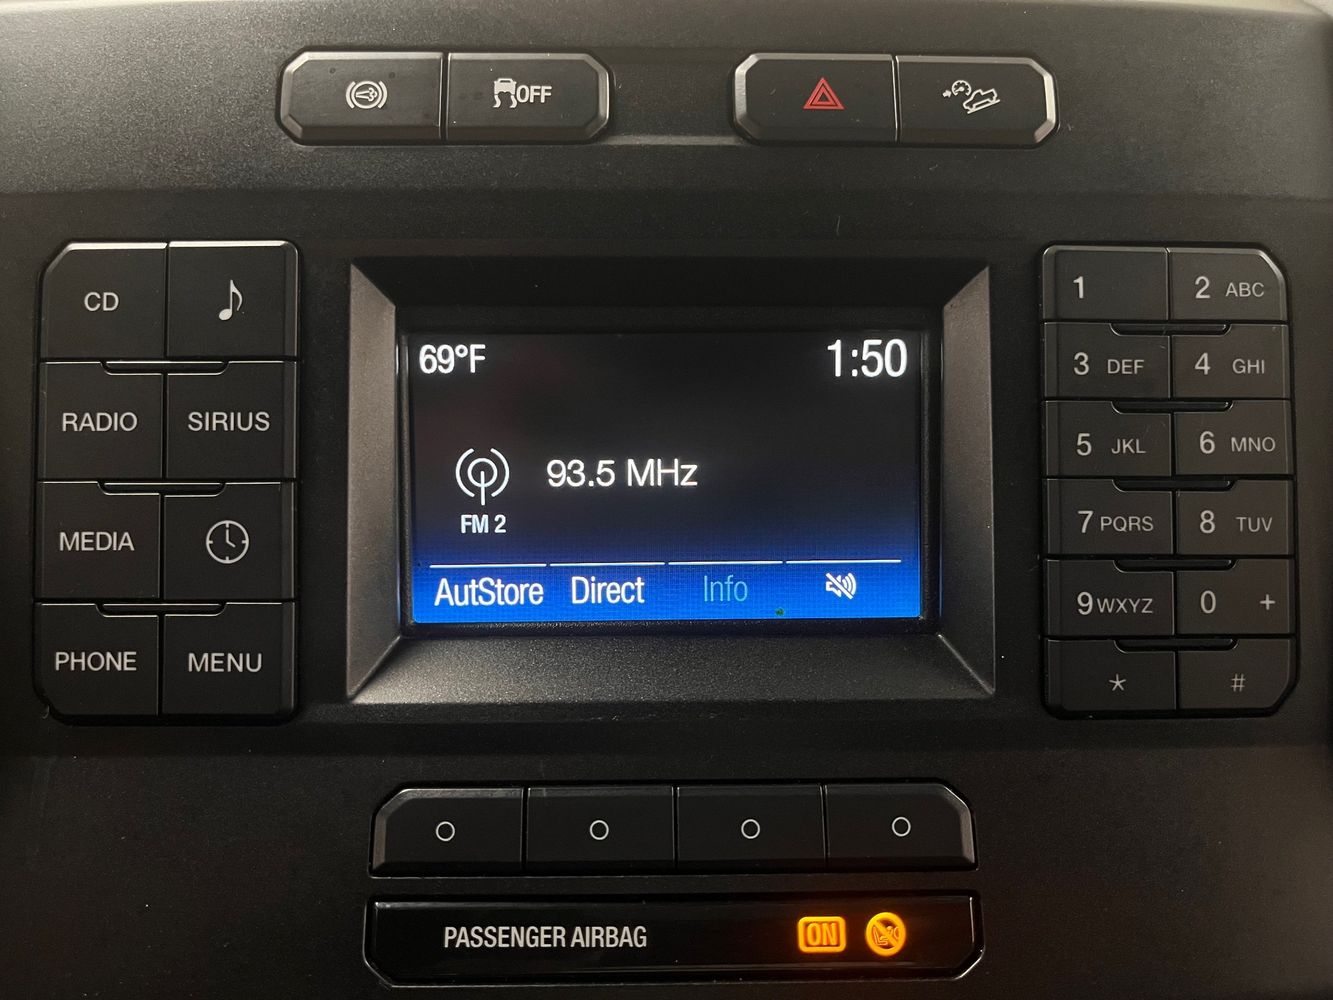 OFF
CD
RADIO SIRIUS
MEDIA
PHONE MENU
69°F 1:50
93.5 MHz
FM 2
AutStore Direct Info
1 2 ABC
3 DEF 4 GHI
5 JKL 6 MNO
7 PQRS 8 TUV
9 WXYZ 0 +
* #
PASSENGER AIRBAG ON